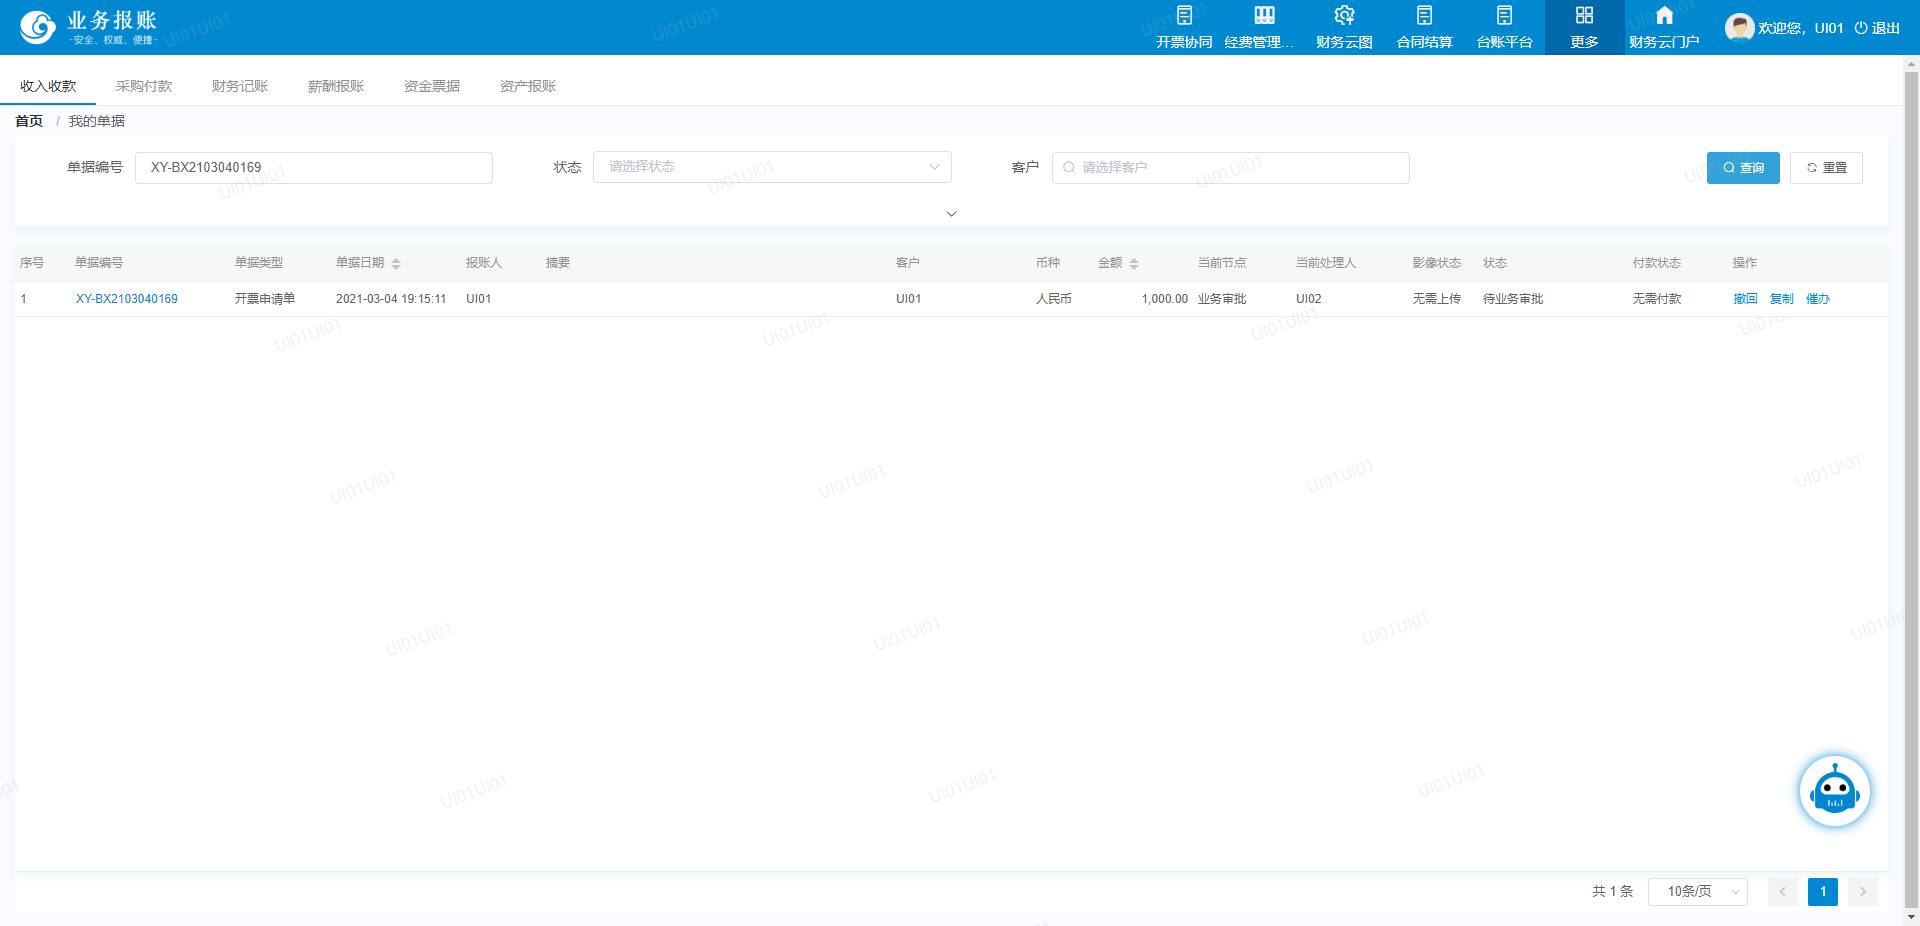 业务报账
-安全、权威、便捷-
开票协同
经费管理...
财务云图
合同结算
台账平台
更多
财务云门户
欢迎您，UI01
退出
收入收款
采购付款
财务记账
薪酬报账
资金票据
资产报账
首页 / 我的单据
单据编号 XY-BX2103040169
状态 请选择状态
客户 请选择客户
查询
重置
序号 单据编号 单据类型 单据日期 报账人 摘要 客户 币种 金额 当前节点 当前处理人 影像状态 状态 付款状态 操作
1 XY-BX2103040169 开票申请单 2021-03-04 19:15:11 UI01 UI01 人民币 1,000.00 业务审批 UI02 无需上传 待业务审批 无需付款 撤回 复制 催办
共 1 条
10条/页
1
UI01UI01